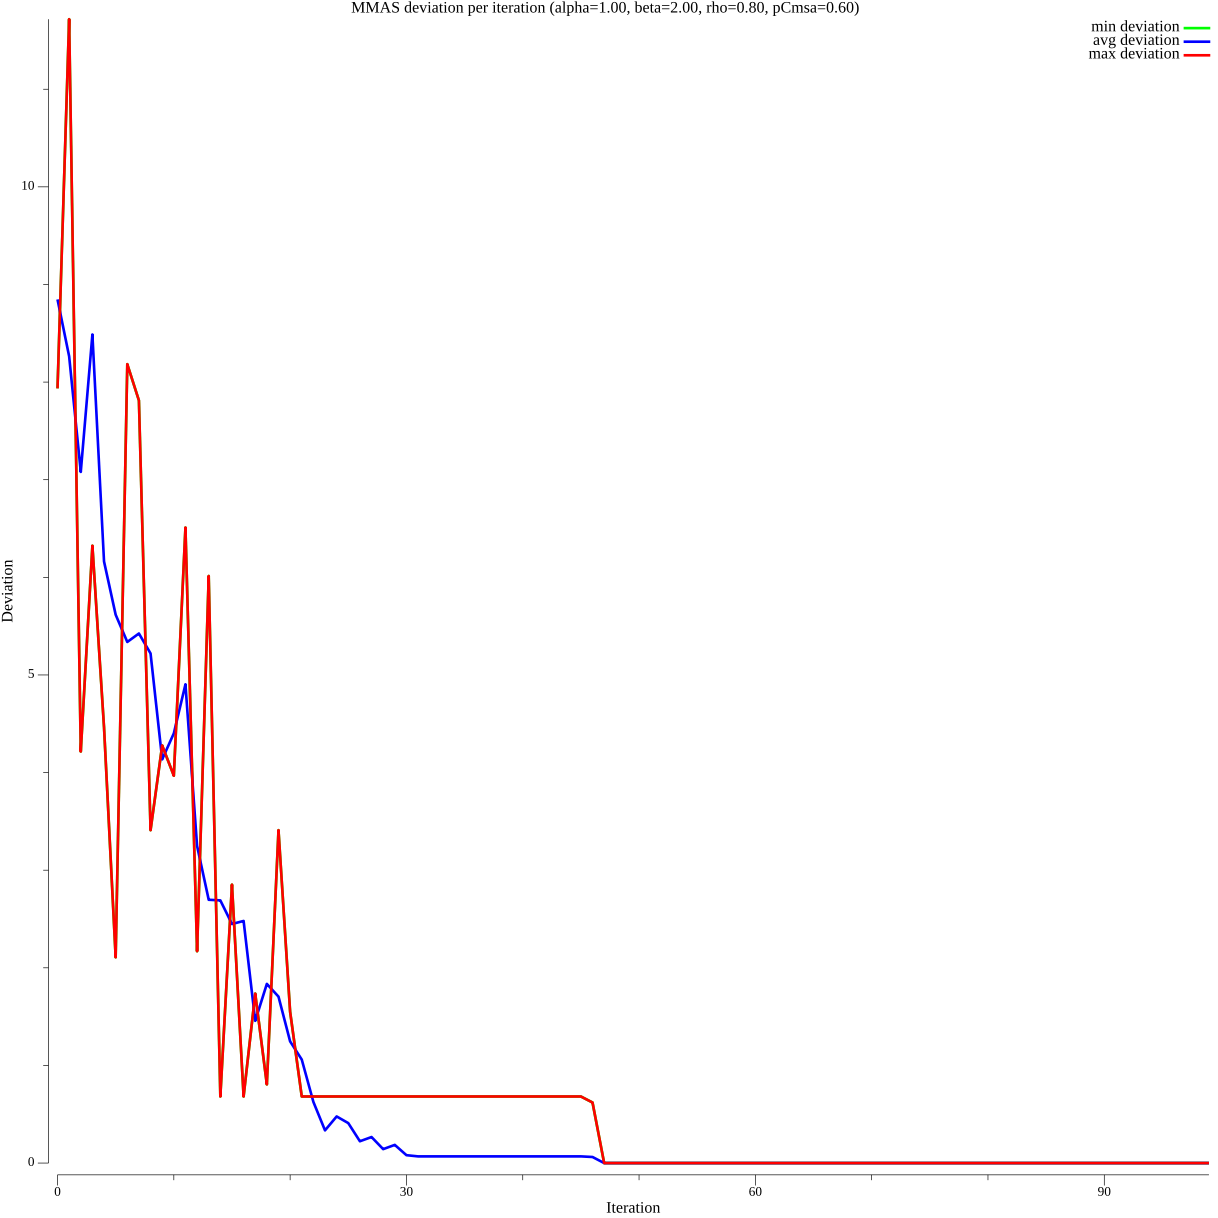 MMAS deviation per iteration (alpha=1.00, beta=2.00, rho=0.80, pCmsa=0.60)
min deviation
avg deviation
max deviation
10
5
0
Deviation
0 30 60 90
Iteration